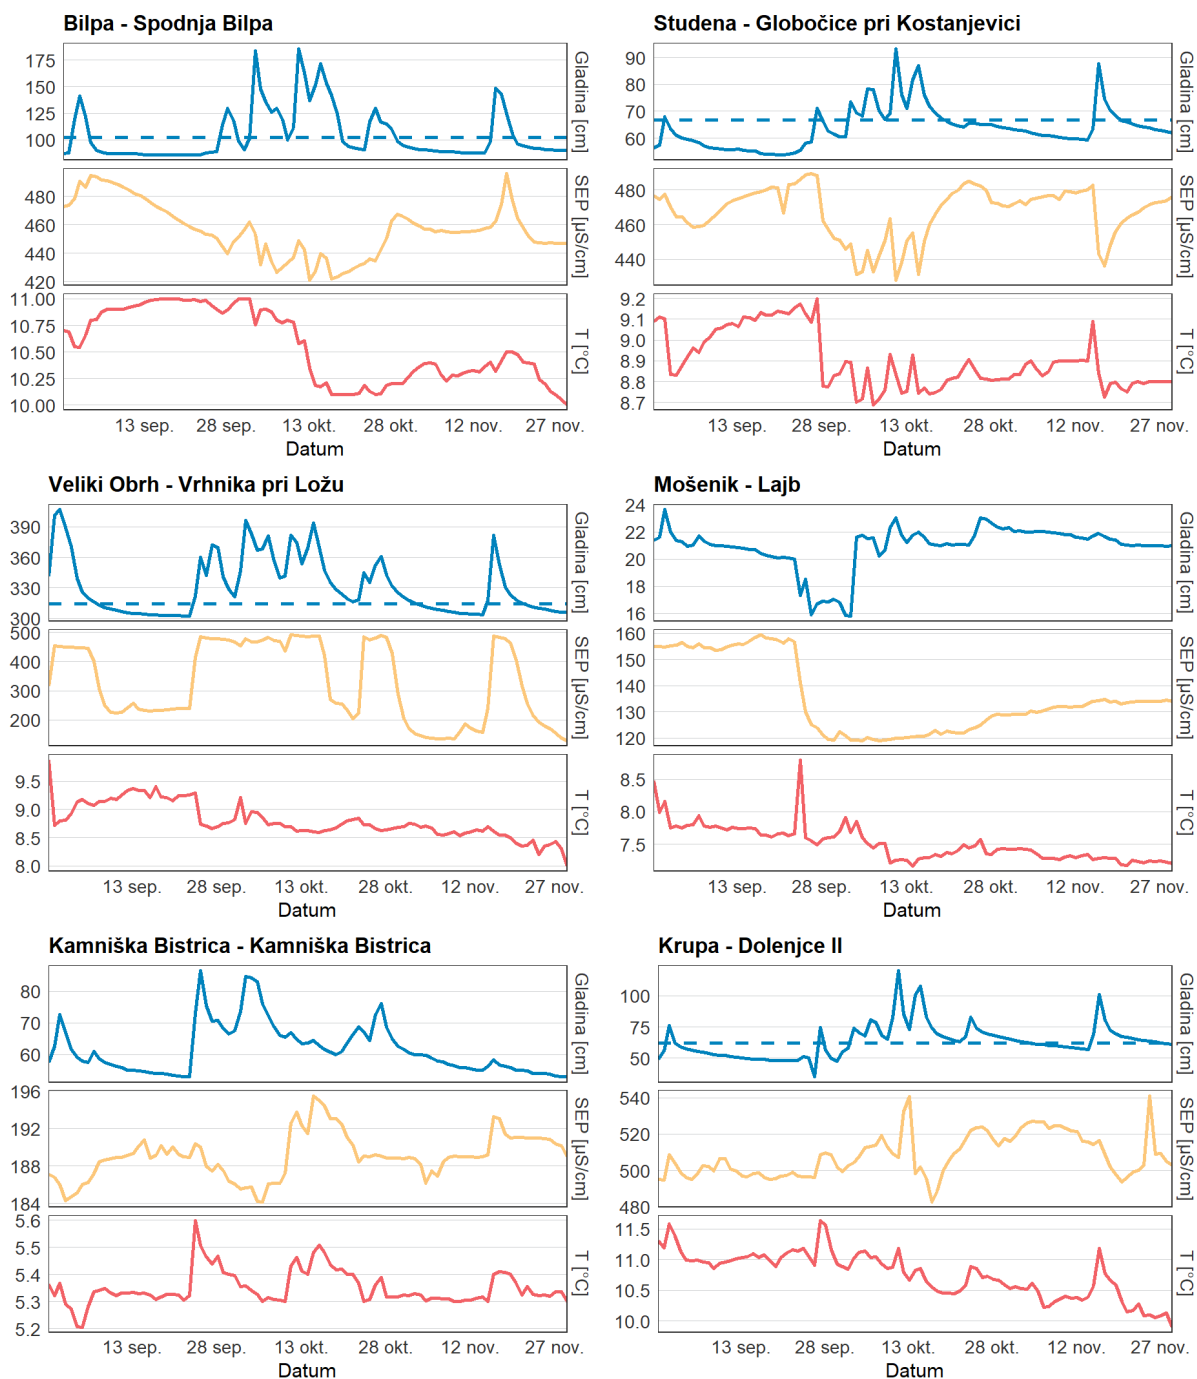 Bilpa - Spodnja Bilpa
175
150
125
100
Gladina [cm]
480
460
440
420
SEP [µS/cm]
11.00
10.75
10.50
10.25
10.00
T [°C]
13 sep.
28 sep.
13 okt.
28 okt.
12 nov.
27 nov.
Datum
Studena - Globočice pri Kostanjevici
90
80
70
60
Gladina [cm]
480
460
440
SEP [µS/cm]
9.2
9.1
9.0
8.9
8.8
8.7
T [°C]
13 sep.
28 sep.
13 okt.
28 okt.
12 nov.
27 nov.
Datum
Veliki Obrh - Vrhnika pri Ložu
390
360
330
300
Gladina [cm]
500
400
300
200
SEP [µS/cm]
9.5
9.0
8.5
8.0
T [°C]
13 sep.
28 sep.
13 okt.
28 okt.
12 nov.
27 nov.
Datum
Mošenik - Lajb
24
22
20
18
16
Gladina [cm]
160
150
140
130
120
SEP [µS/cm]
8.5
8.0
7.5
T [°C]
13 sep.
28 sep.
13 okt.
28 okt.
12 nov.
27 nov.
Datum
Kamniška Bistrica - Kamniška Bistrica
80
70
60
Gladina [cm]
196
192
188
184
SEP [µS/cm]
5.6
5.5
5.4
5.3
5.2
T [°C]
13 sep.
28 sep.
13 okt.
28 okt.
12 nov.
27 nov.
Datum
Krupa - Dolenjce II
100
75
50
Gladina [cm]
540
520
500
480
SEP [µS/cm]
11.5
11.0
10.5
10.0
T [°C]
13 sep.
28 sep.
13 okt.
28 okt.
12 nov.
27 nov.
Datum